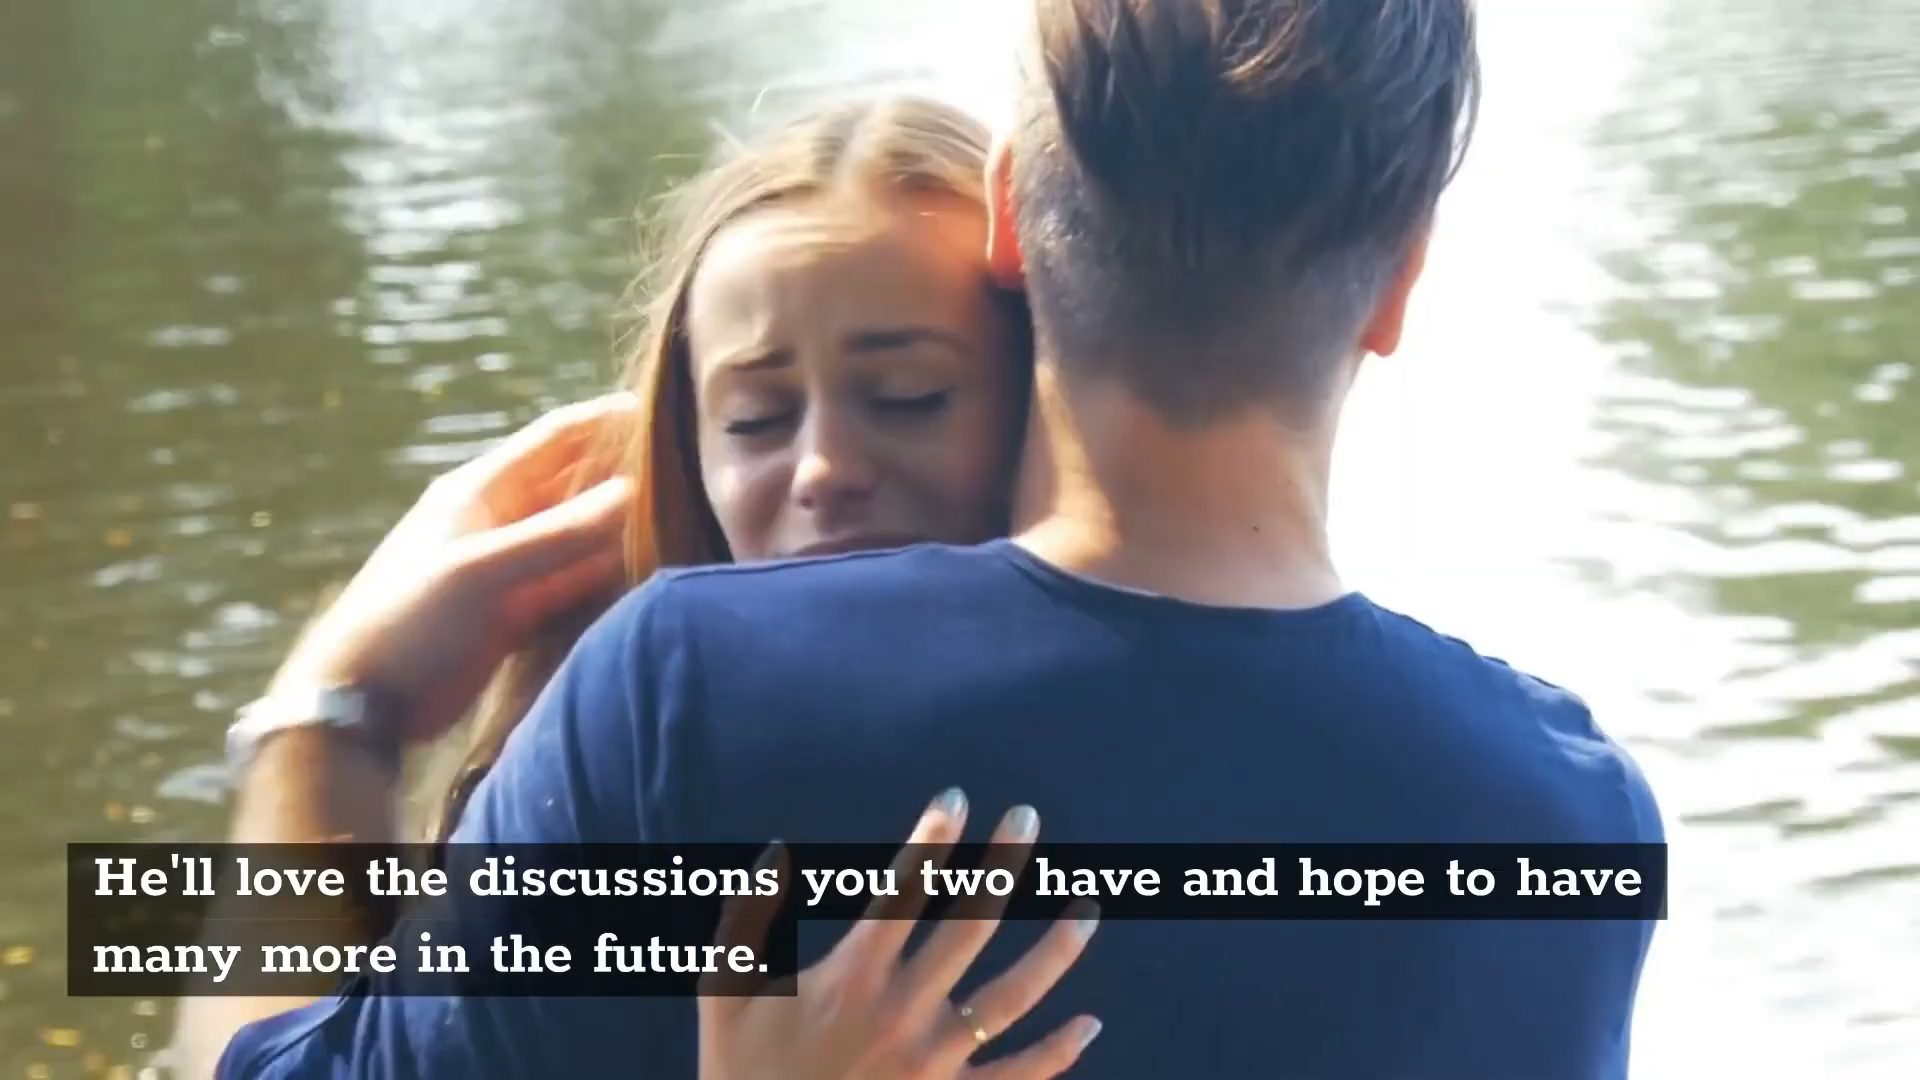 He'll love the discussions you two have and hope to have
many more in the future.